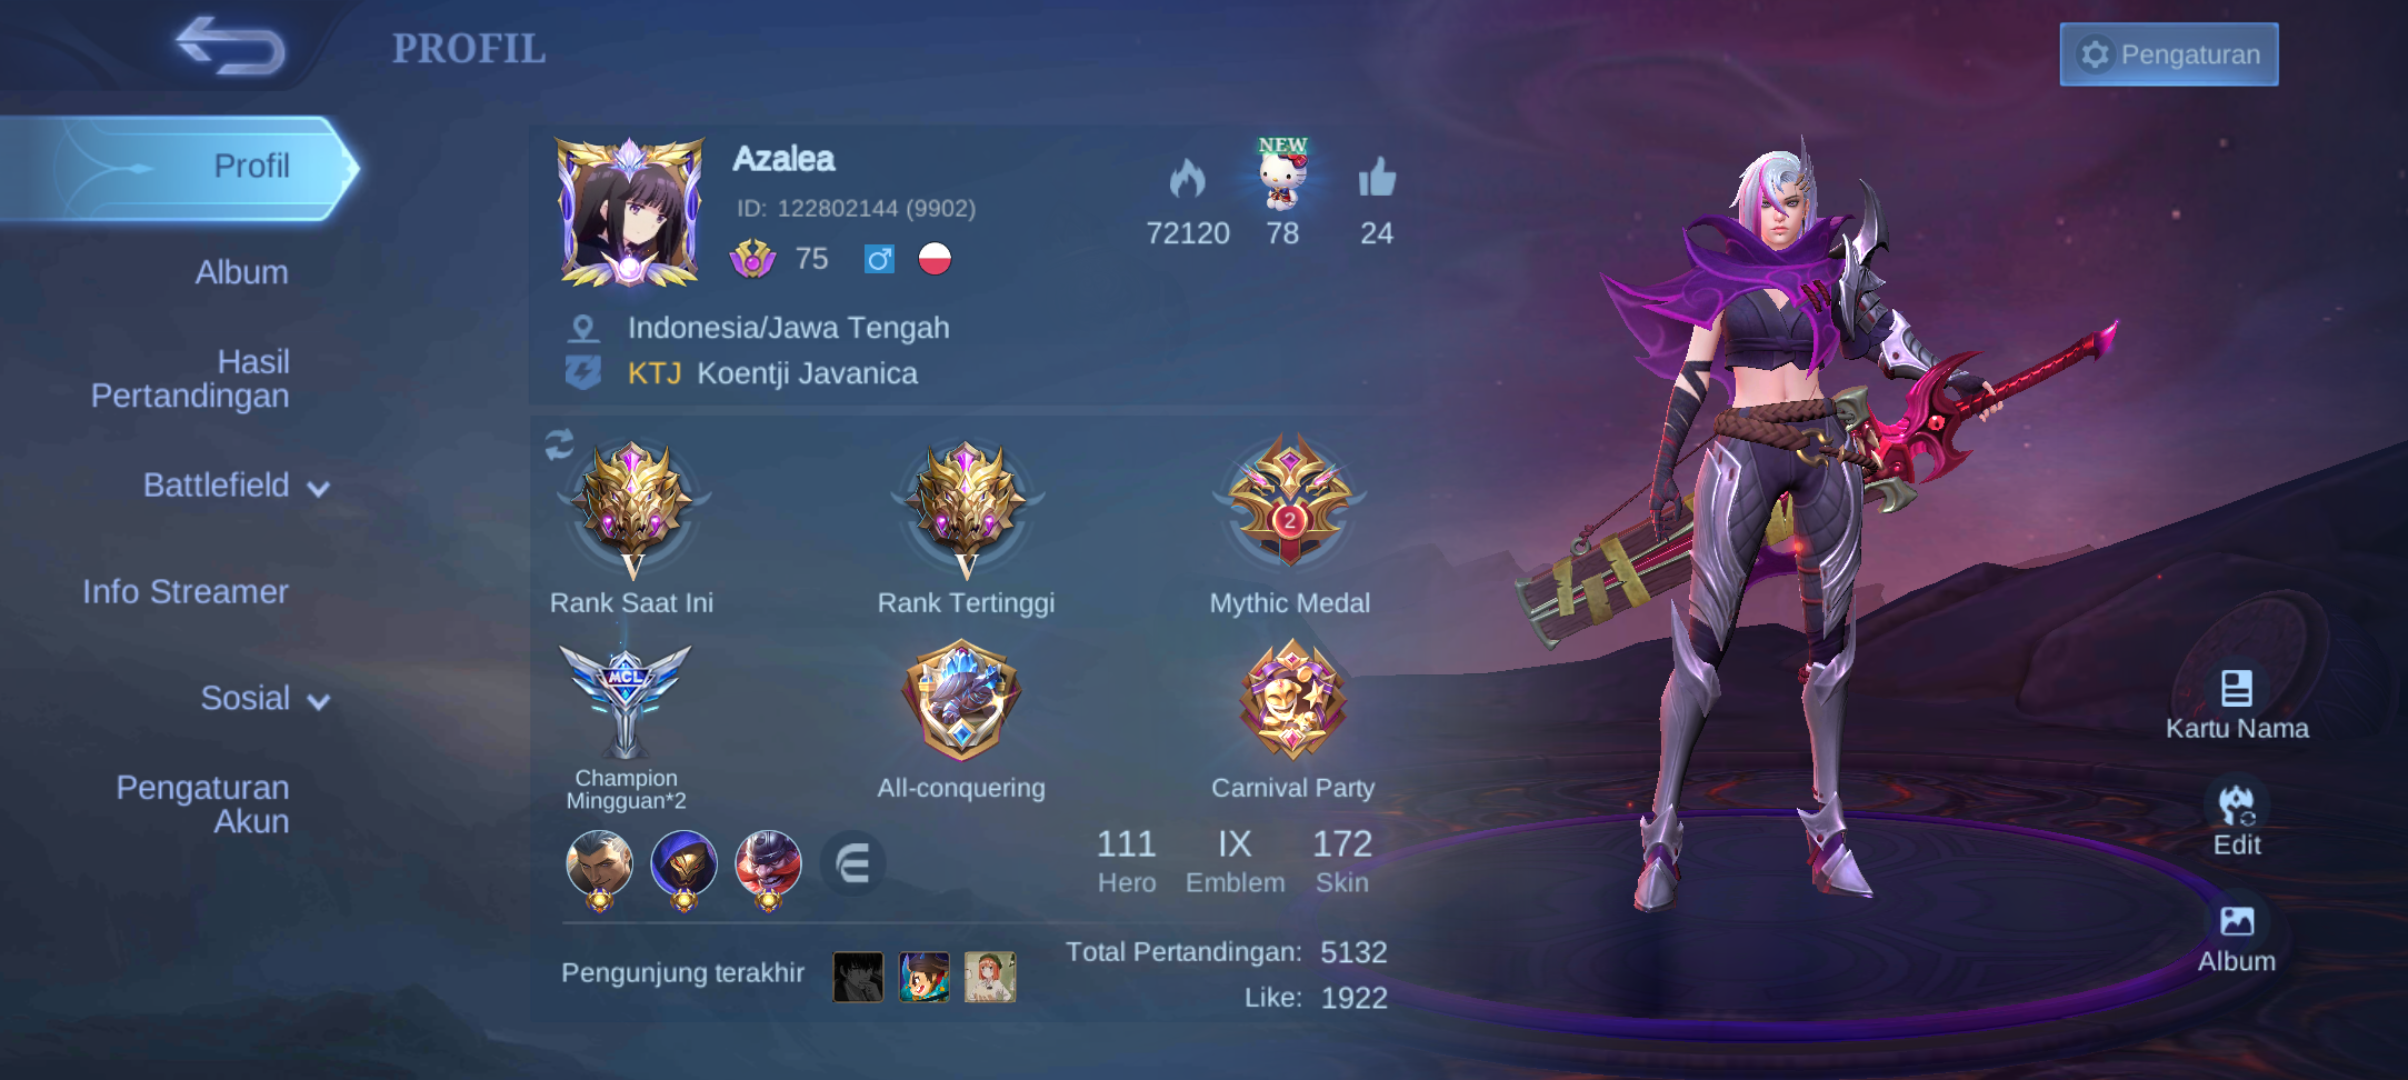 PROFIL
Pengaturan
Profil
Album
Hasil
Pertandingan
Battlefield
Info Streamer
Sosial
Pengaturan
Akun
Azalea
ID: 122802144 (9902)
75
NEW
72120
78
24
Indonesia/Jawa Tengah
KTJ Koentji Javanica
V
V
2
Rank Saat Ini
Rank Tertinggi
Mythic Medal
MCL
Champion
Mingguan*2
All-conquering
Carnival Party
111
IX
172
Hero
Emblem
Skin
Pengunjung terakhir
Total Pertandingan: 5132
Like: 1922
Kartu Nama
Edit
Album